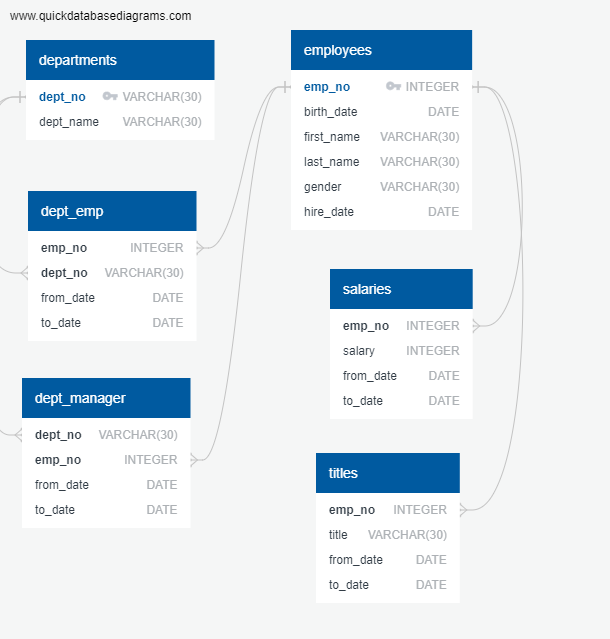 www.quickdatabasediagrams.com
departments
dept_no VARCHAR(30)
dept_name VARCHAR(30)
employees
emp_no INTEGER
birth_date DATE
first_name VARCHAR(30)
last_name VARCHAR(30)
gender VARCHAR(30)
hire_date DATE
dept_emp
emp_no INTEGER
dept_no VARCHAR(30)
from_date DATE
to_date DATE
salaries
emp_no INTEGER
salary INTEGER
from_date DATE
to_date DATE
dept_manager
dept_no VARCHAR(30)
emp_no INTEGER
from_date DATE
to_date DATE
titles
emp_no INTEGER
title VARCHAR(30)
from_date DATE
to_date DATE